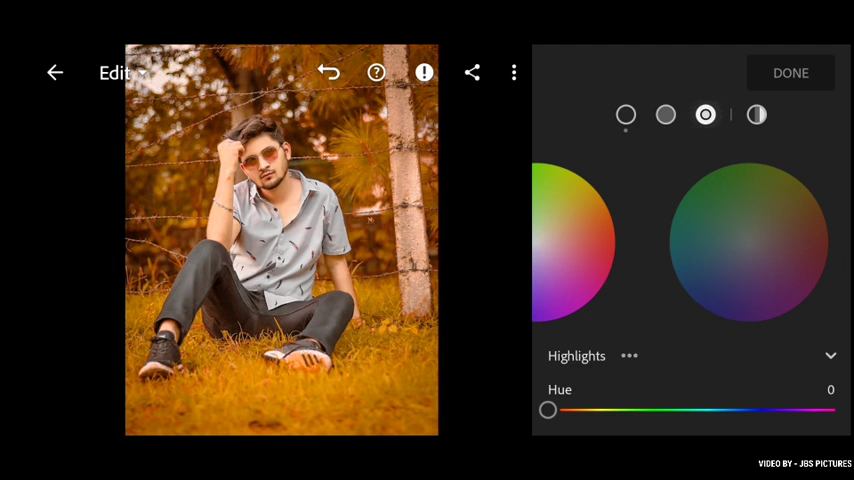 Edit
DONE
Highlights
Hue 0
VIDEO BY - JBS PICTURES